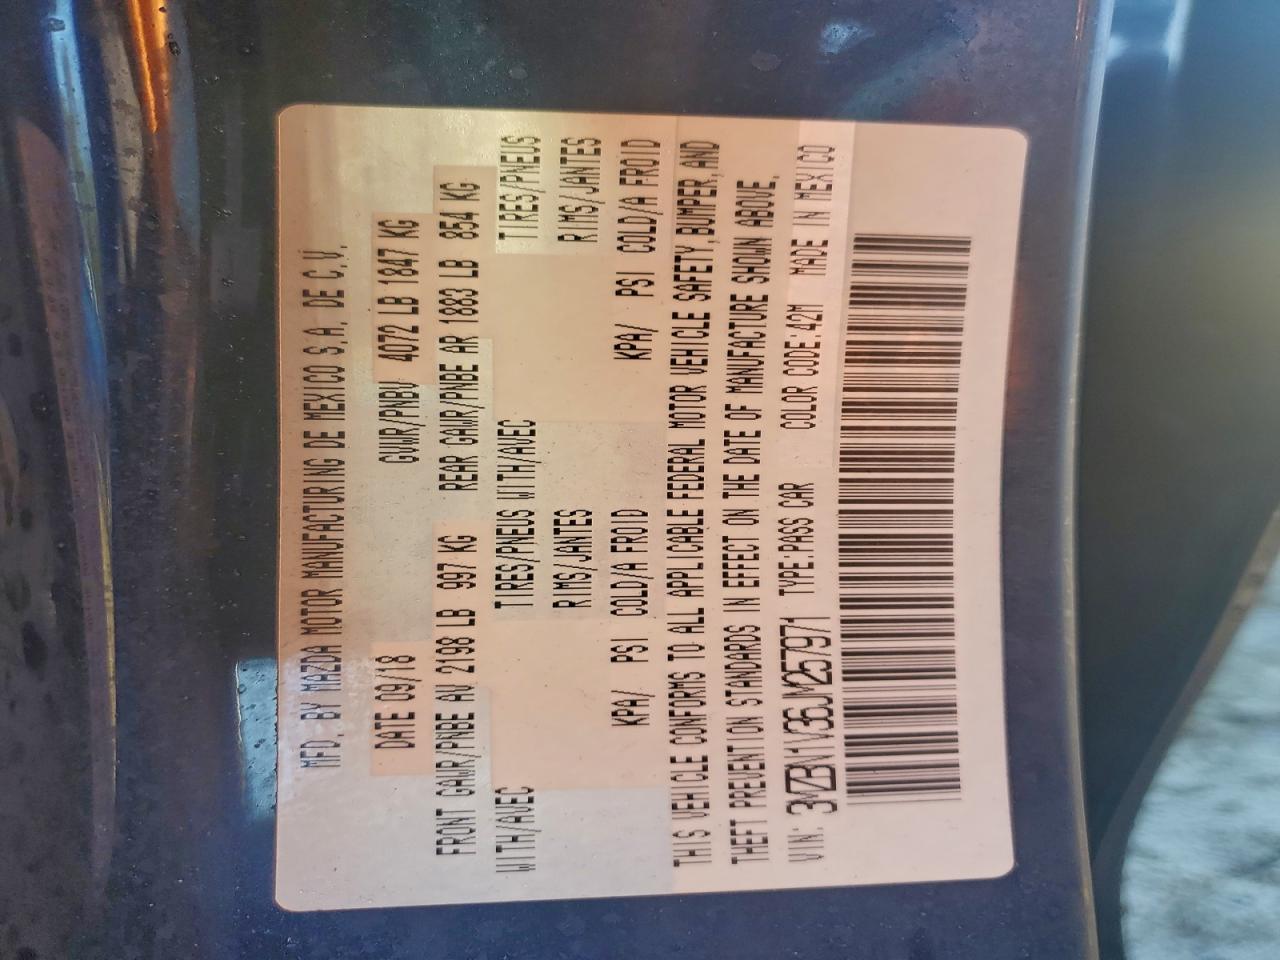 MFD. BY MAZDA MOTOR MANUFACTURING DE MEXICO S.A. DE C.V.
DATE 09/18 GVWR/PNBV 4072 LB 1847 KG
FRONT GAWR/PNBE AV 2198 LB 997 KG REAR GAWR/PNBE AR 1883 LB 854 KG
WITH/AVEC TIRES/PNEUS WITH/AVEC TIRES/PNEUS
RIMS/JANTES RIMS/JANTES
KPA/ PSI COLD/A FROID KPA/ PSI COLD/A FROID
THIS VEHICLE CONFORMS TO ALL APPLICABLE FEDERAL MOTOR VEHICLE SAFETY,BUMPER,AND
THEFT PREVENTION STANDARDS IN EFFECT ON THE DATE OF MANUFACTURE SHOWN ABOVE.
VIN: 3MZBN1V36JM257971 TYPE:PASS CAR COLOR CODE:42M MADE IN MEXICO